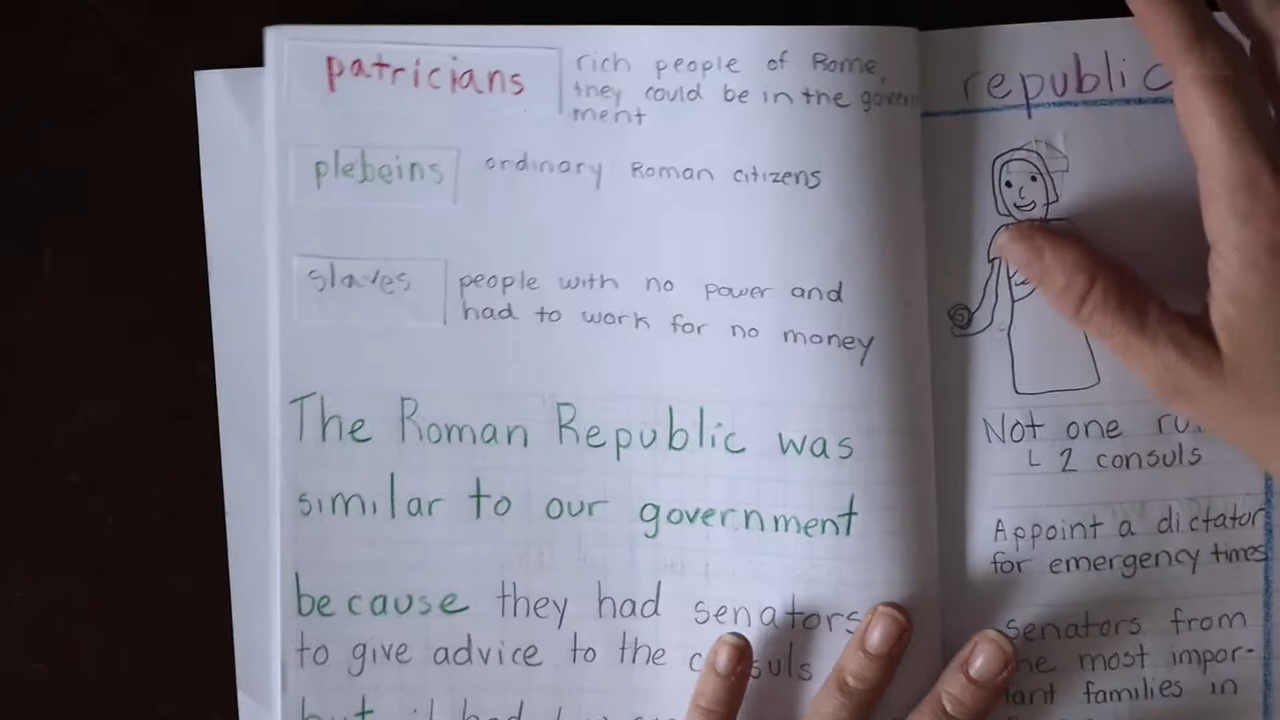 patricians
rich people of Rome,
they could be in the govern
ment
plebeins
ordinary Roman citizens
slaves
people with no power and
had to work for no money
The Roman Republic was
similar to our government
because they had senators
to give advice to the
republic
Not one
L 2 consuls
Appoint a dictator
for emergency times
senators from
most impor-
families in